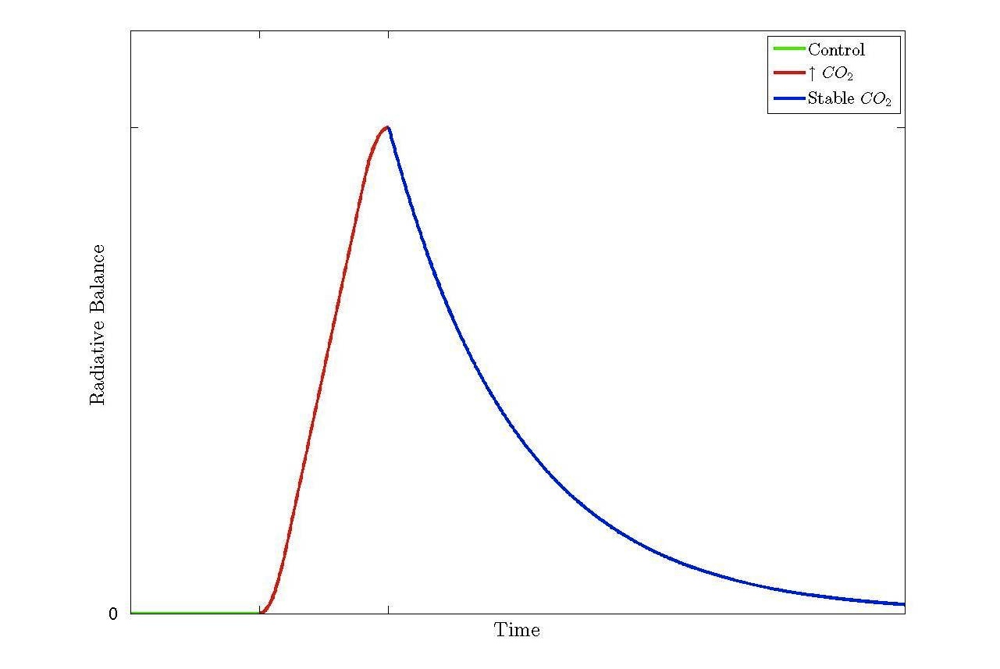 Control
↑ CO₂
Stable CO₂
Radiative Balance
0
Time